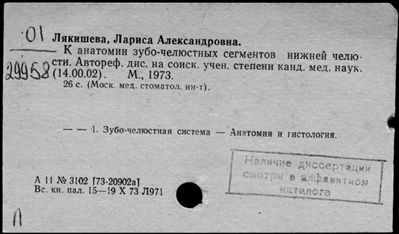 01
Лякишева, Лариса Александровна.
К анатомии зубо-челюстных сегментов нижней челю-
сти. Автореф. дис. на соиск. учен. степени канд. мед. наук.
29958
(14.00.02). М., 1973.
26 с. (Моск. мед. стоматол. ин-т).
— — 1. Зубо-челюстная система — Анатомия и гистология.
Наличие диссертации
смотри в алфавитном
каталоге
А 11 № 3102 [73-20902а]
Вс. кн. пал. 15—19 X 73 Л971
Л